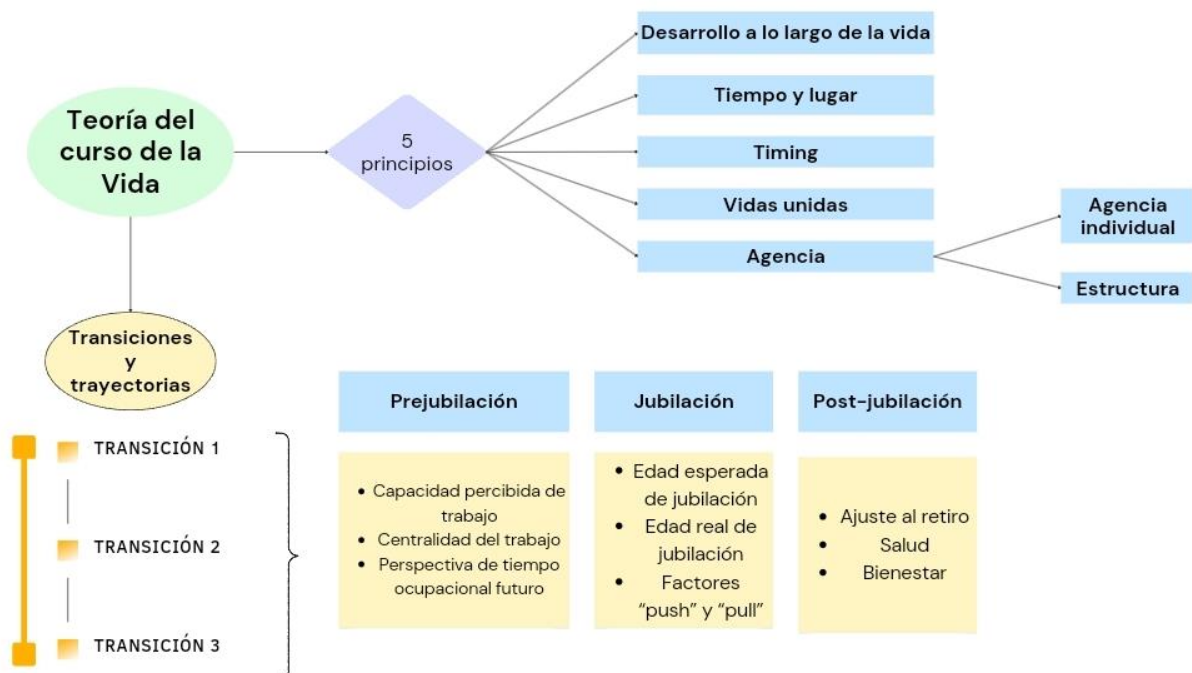 Desarrollo a lo largo de la vida
Tiempo y lugar
Timing
Vidas unidas
Agencia
Teoría del
curso de la
Vida
5
principios
Agencia
individual
Estructura
Transiciones
y
trayectorias
TRANSICIÓN 1
TRANSICIÓN 2
TRANSICIÓN 3
Prejubilación
• Capacidad percibida de
trabajo
• Centralidad del trabajo
• Perspectiva de tiempo
ocupacional futuro
Jubilación
• Edad esperada
de jubilación
• Edad real de
jubilación
• Factores
“push” y “pull”
Post-jubilación
• Ajuste al retiro
• Salud
• Bienestar